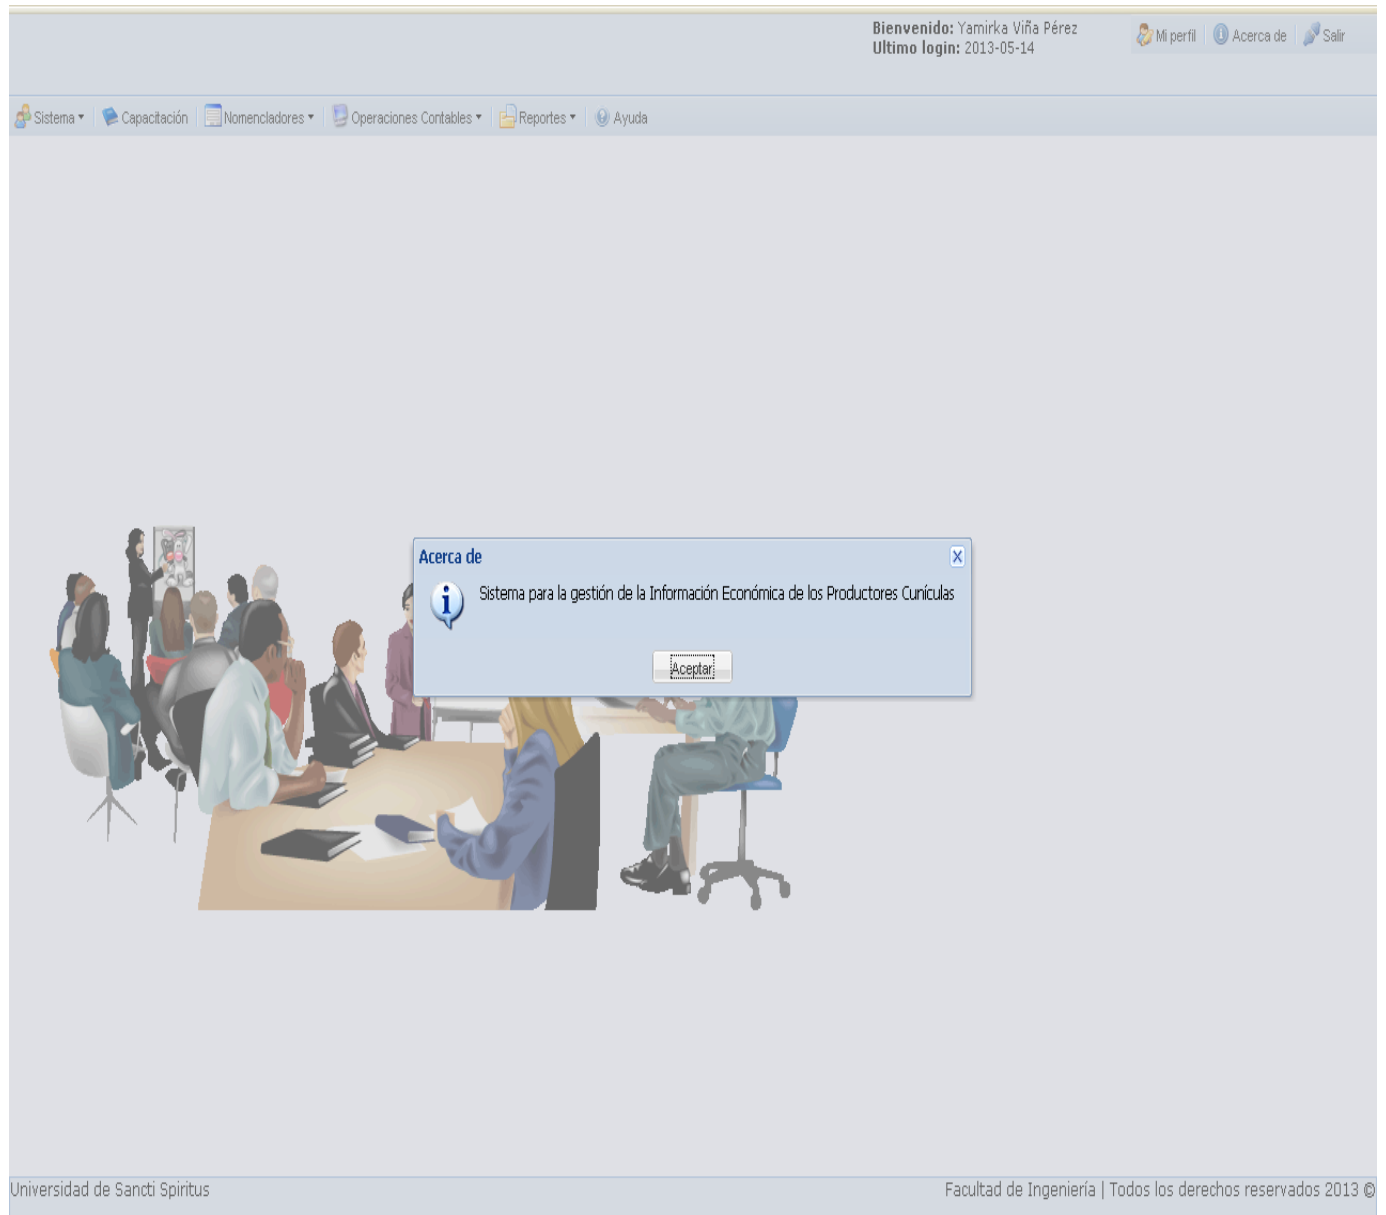 Bienvenido: Yamirka Viña Pérez
Ultimo login: 2013-05-14
Mi perfil Acerca de Salir
Sistema Capacitación Nomencladores Operaciones Contables Reportes Ayuda
Acerca de
Sistema para la gestión de la Información Económica de los Productores Cunículas
Aceptar
Universidad de Sancti Spiritus Facultad de Ingeniería | Todos los derechos reservados 2013 ©